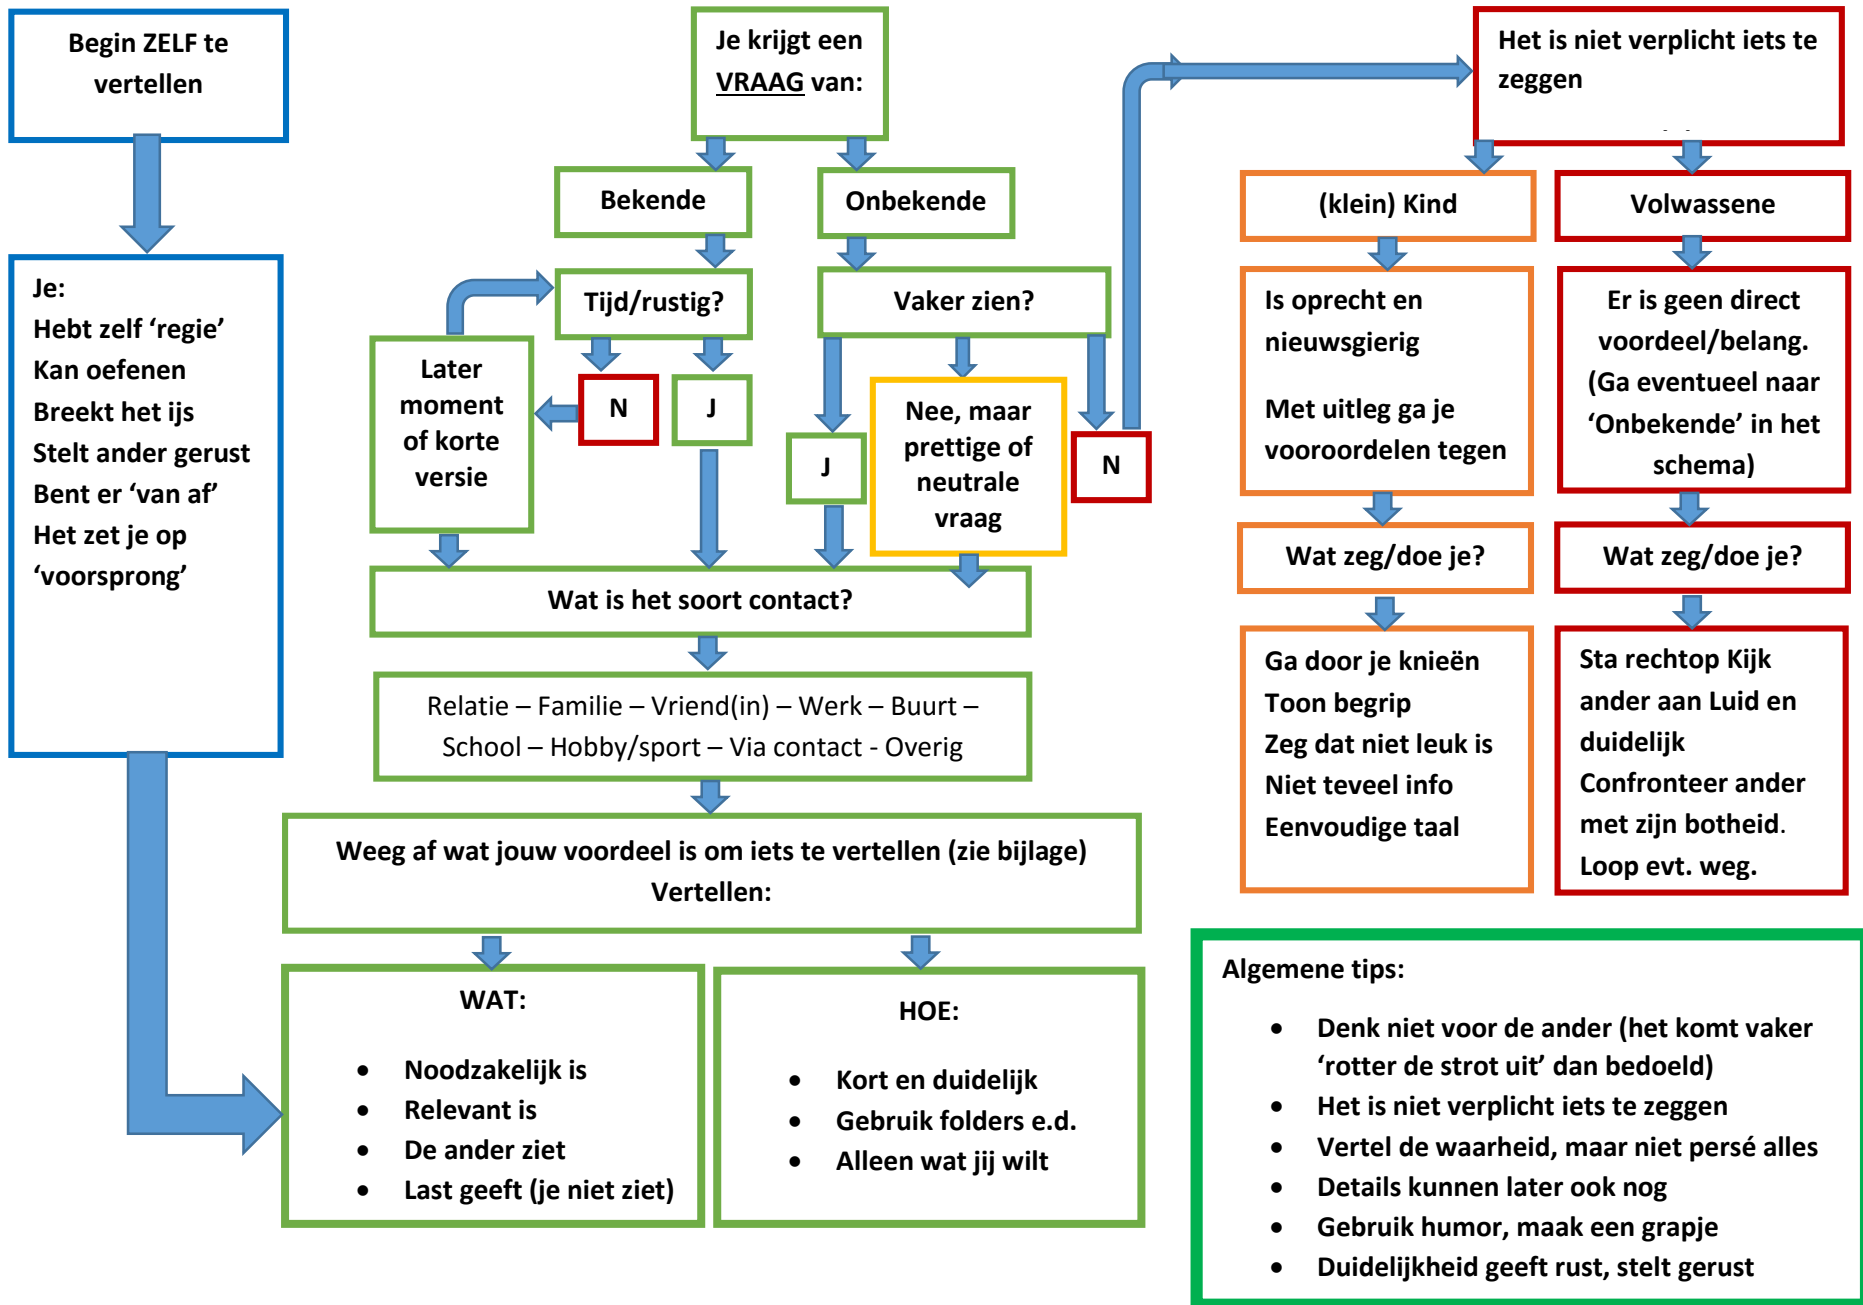 Begin ZELF te
vertellen
Je:
Hebt zelf ‘regie’
Kan oefenen
Breekt het ijs
Stelt ander gerust
Bent er ‘van af’
Het zet je op
‘voorsprong’
Je krijgt een
VRAAG van:
Bekende
Onbekende
Tijd/rustig?
Vaker zien?
Later
moment
of korte
versie
N
J
J
Nee, maar
prettige of
neutrale
vraag
N
Wat is het soort contact?
Relatie – Familie – Vriend(in) – Werk – Buurt –
School – Hobby/sport – Via contact - Overig
Weeg af wat jouw voordeel is om iets te vertellen (zie bijlage)
Vertellen:
WAT:
• Noodzakelijk is
• Relevant is
• De ander ziet
• Last geeft (je niet ziet)
HOE:
• Kort en duidelijk
• Gebruik folders e.d.
• Alleen wat jij wilt
Het is niet verplicht iets te
zeggen
(klein) Kind
Is oprecht en
nieuwsgierig
Met uitleg ga je
vooroordelen tegen
Wat zeg/doe je?
Ga door je knieën
Toon begrip
Zeg dat niet leuk is
Niet teveel info
Eenvoudige taal
Volwassene
Er is geen direct
voordeel/belang.
(Ga eventueel naar
‘Onbekende’ in het
schema)
Wat zeg/doe je?
Sta rechtop Kijk
ander aan Luid en
duidelijk
Confronteer ander
met zijn botheid.
Loop evt. weg.
Algemene tips:
• Denk niet voor de ander (het komt vaker
‘rotter de strot uit’ dan bedoeld)
• Het is niet verplicht iets te zeggen
• Vertel de waarheid, maar niet persé alles
• Details kunnen later ook nog
• Gebruik humor, maak een grapje
• Duidelijkheid geeft rust, stelt gerust